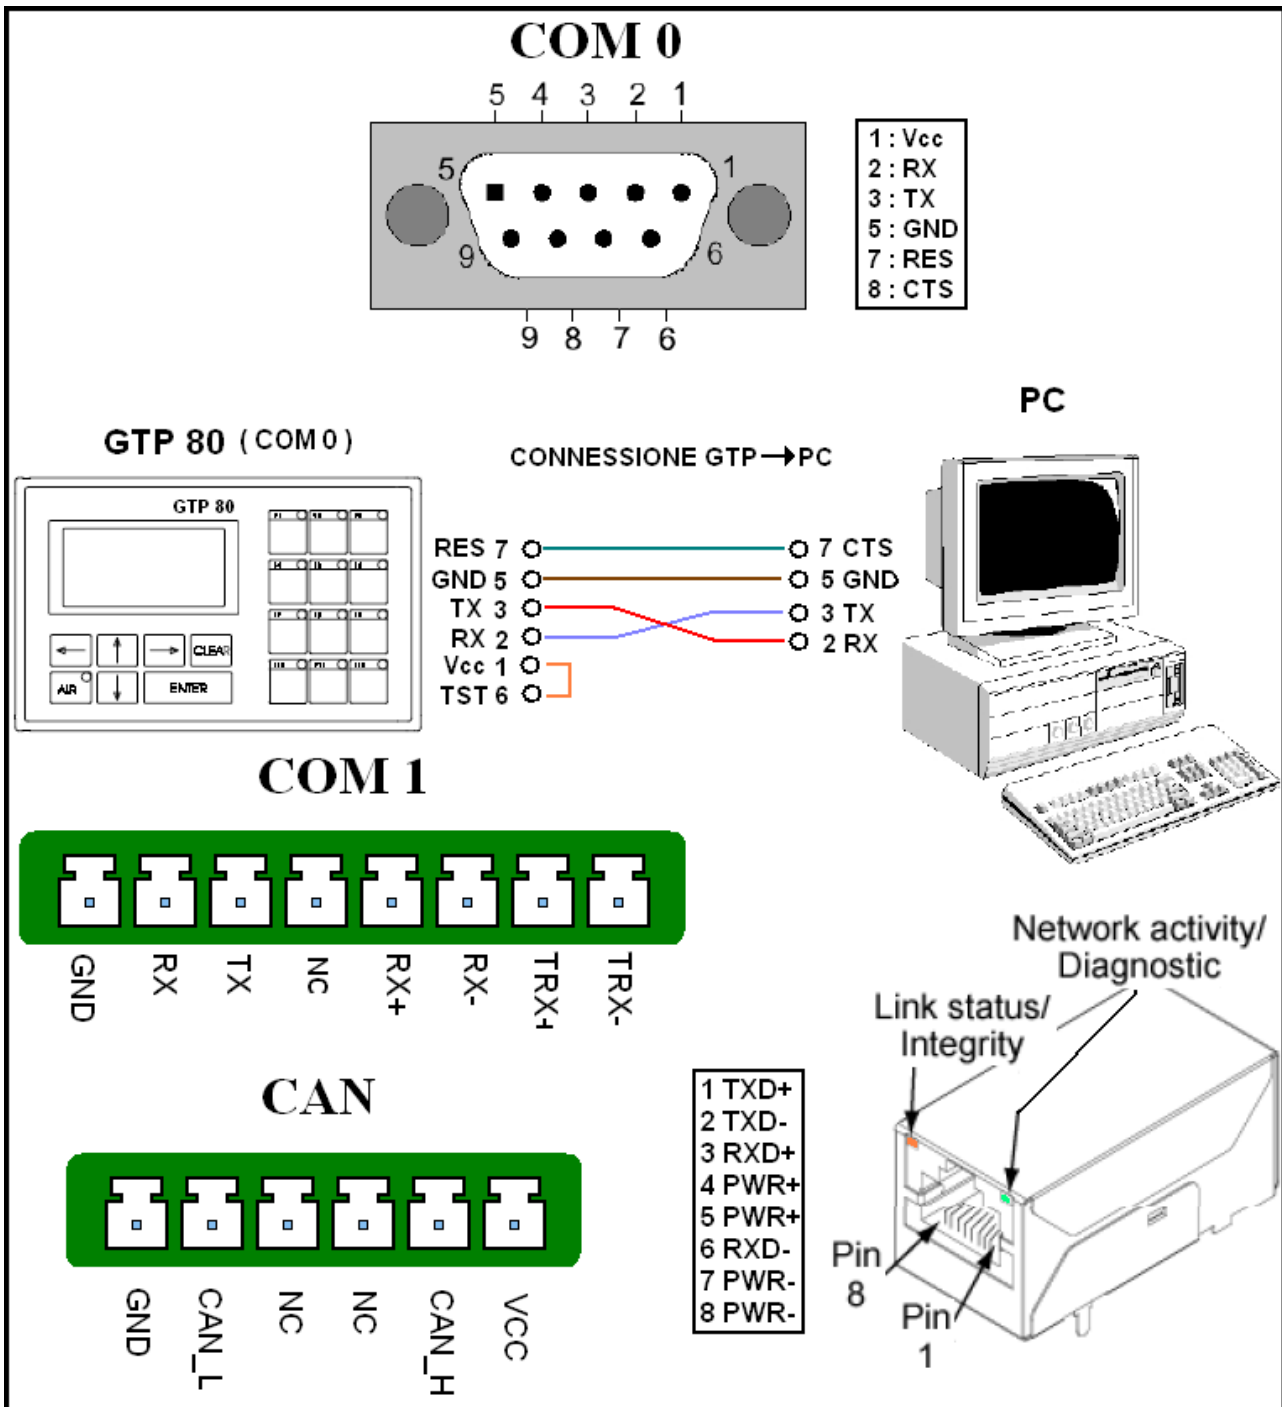 COM 0
5 4 3 2 1
5 1
9 6
9 8 7 6
1 : Vcc
2 : RX
3 : TX
5 : GND
7 : RES
8 : CTS
PC
GTP 80 ( COM 0 )
CONNESSIONE GTP → PC
GTP 80
CLEAR
AIR
ENTER
RES 7
GND 5
TX 3
RX 2
Vcc 1
TST 6
7 CTS
5 GND
3 TX
2 RX
COM 1
GND RX TX NC RX+ RX- TRX+ TRX-
Network activity/
Diagnostic
Link status/
Integrity
Pin
8
Pin
1
CAN
GND CAN_L NC NC CAN_H VCC
1 TXD+
2 TXD-
3 RXD+
4 PWR+
5 PWR+
6 RXD-
7 PWR-
8 PWR-